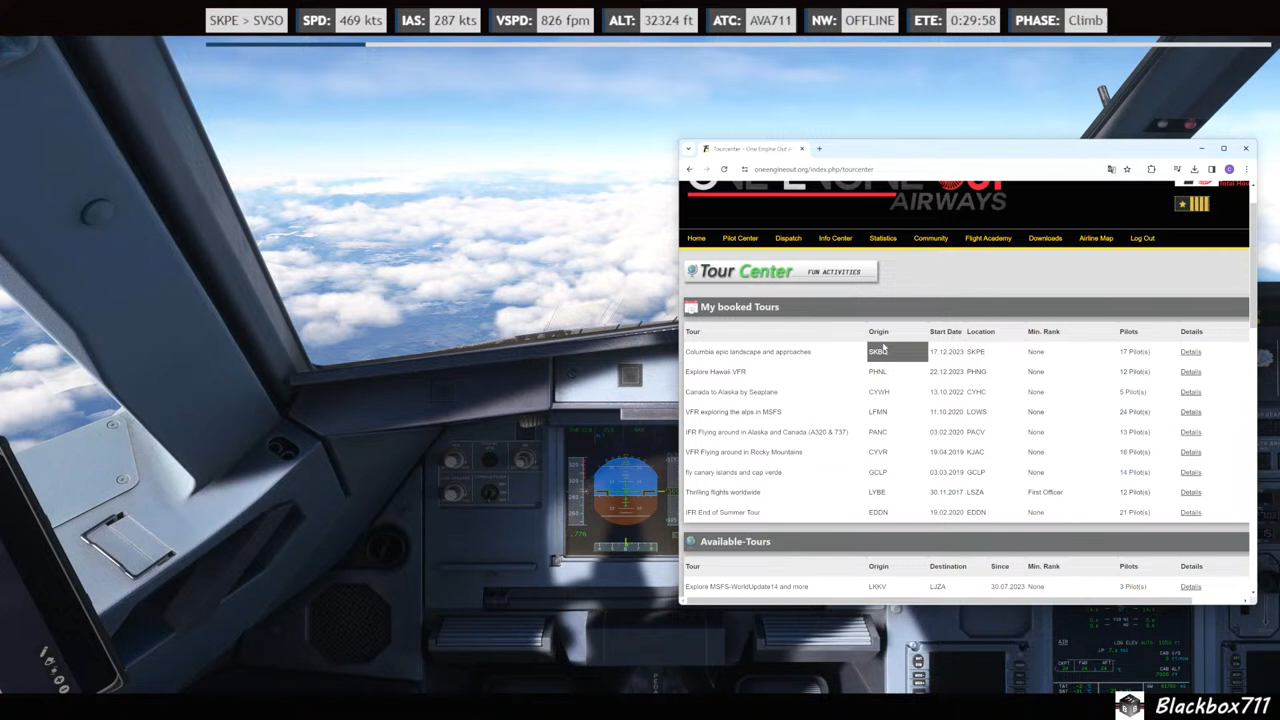 SKPE > SVSO SPD: 469 kts IAS: 287 kts VSPD: 826 fpm ALT: 32324 ft ATC: AVA711 NW: OFFLINE ETE: 0:29:58 PHASE: Climb
Tourcenter - One Engine Out A
oneengineout.org/index.php/tourcenter
ONE ENGINE OUT
AIRWAYS
Home Pilot Center Dispatch Info Center Statistics Community Flight Academy Downloads Airline Map Log Out
Tour Center FUN ACTIVITIES
My booked Tours
Tour Origin Start Date Location Min. Rank Pilots Details
Columbia epic landscape and approaches SKBQ 17.12.2023 SKPE None 17 Pilot(s) Details
Explore Hawaii VFR PHNL 22.12.2023 PHNG None 12 Pilot(s) Details
Canada to Alaska by Seaplane CYWH 13.10.2022 CYHC None 5 Pilot(s) Details
VFR exploring the alps in MSFS LFMN 11.10.2020 LOWS None 24 Pilot(s) Details
IFR Flying around in Alaska and Canada (A320 & 737) PANC 03.02.2020 PACV None 13 Pilot(s) Details
VFR Flying around in Rocky Mountains CYVR 19.04.2019 KJAC None 16 Pilot(s) Details
fly canary islands and cap verde GCLP 03.03.2019 GCLP None 14 Pilot(s) Details
Thrilling flights worldwide LYBE 30.11.2017 LSZA First Officer 12 Pilot(s) Details
IFR End of Summer Tour EDDN 19.02.2020 EDDN None 21 Pilot(s) Details
Available-Tours
Tour Origin Destination Since Min. Rank Pilots Details
Explore MSFS-WorldUpdate14 and more LKKV LJZA 30.07.2023 None 3 Pilot(s) Details
.776
Blackbox711